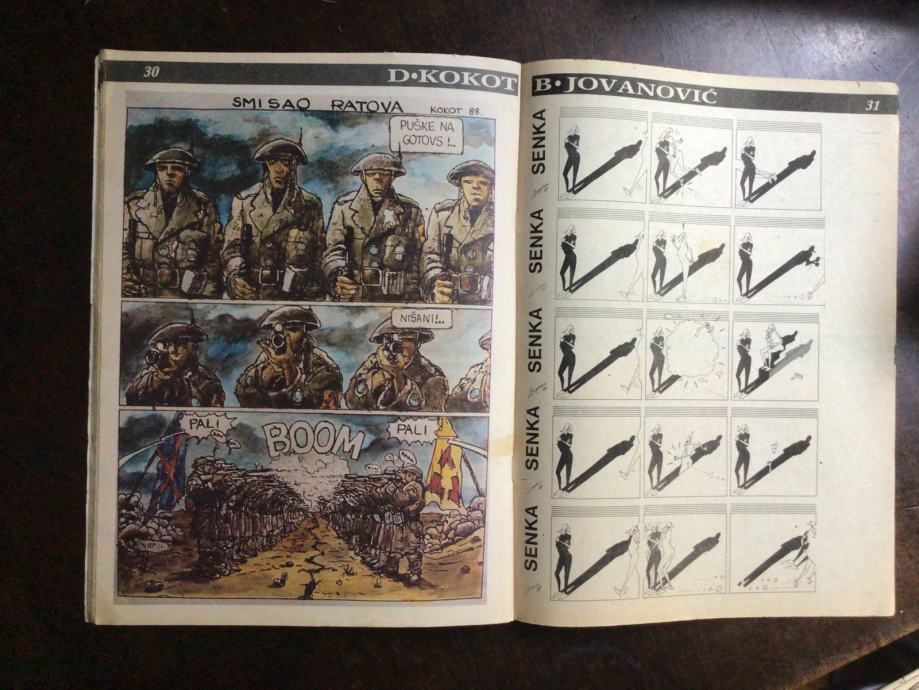 30
D•KOKOT
SMISAO RATOVA
KOKOT 88.
PUŠKE NA
GOTOVS !..
NIŠANI!..
PALI!
BOOM
PALI
B•JOVANOVIĆ
31
SENKA
SENKA
SENKA
SENKA
SENKA